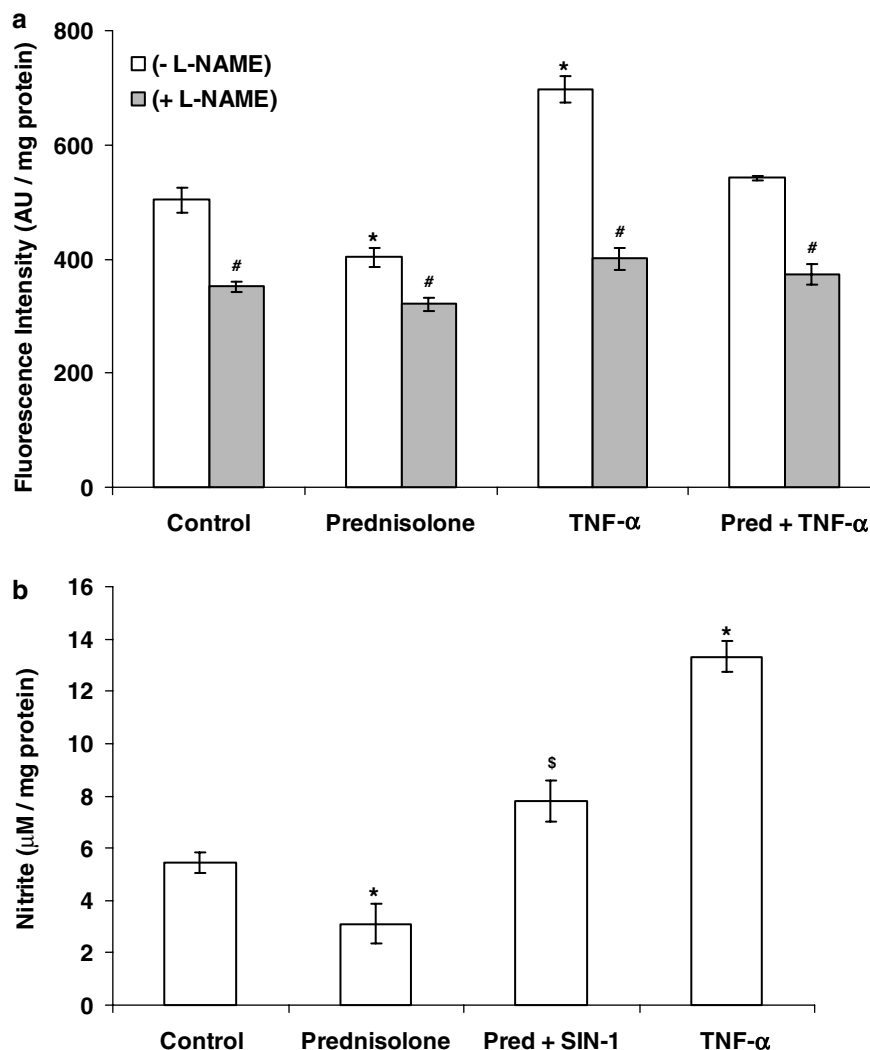 a
800
600
400
200
0
Fluorescence Intensity (AU / mg protein)
(- L-NAME)
(+ L-NAME)
#
*
#
*
#
#
Control Prednisolone TNF-α Pred + TNF-α
b
16
14
12
10
8
6
4
2
0
Nitrite (μM / mg protein)
*
$
*
Control Prednisolone Pred + SIN-1 TNF-α